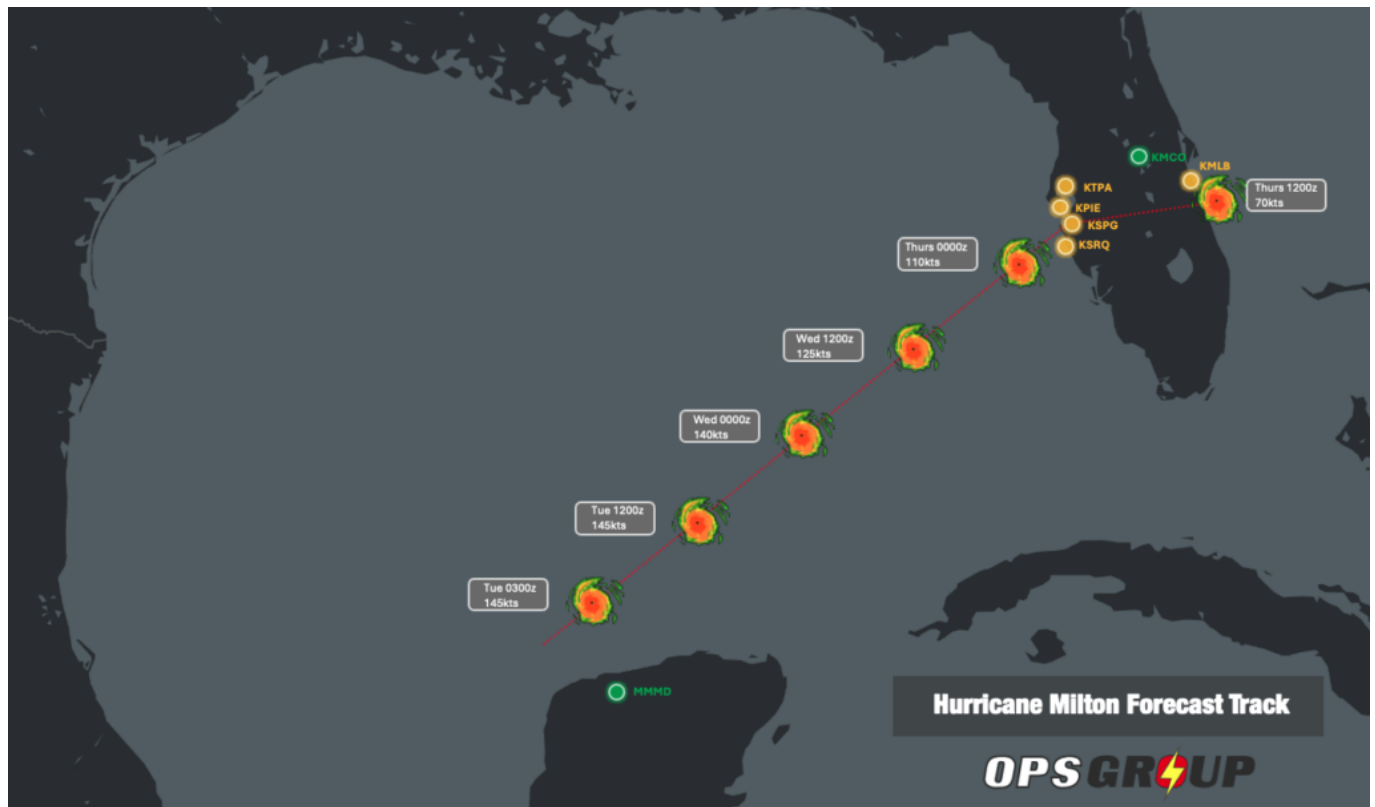 KMCO
KMLB
KTPA
Thurs 1200z
70kts
KPIE
KSPG
KSRQ
Thurs 0000z
110kts
Wed 1200z
125kts
Wed 0000z
140kts
Tue 1200z
145kts
Tue 0300z
145kts
MMMD
Hurricane Milton Forecast Track
OPSGROUP